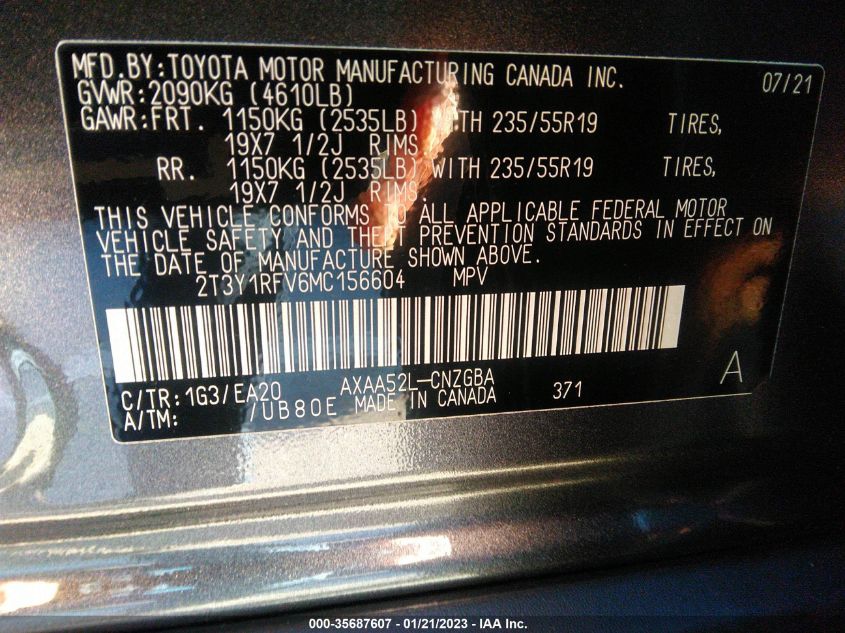 MFD.BY:TOYOTA MOTOR MANUFACTURING CANADA INC. 07/21
GVWR:2090KG (4610LB)
GAWR:FRT. 1150KG (2535LB) WITH 235/55R19 TIRES,
19X7 1/2J RIMS.
RR. 1150KG (2535LB) WITH 235/55R19 TIRES,
19X7 1/2J RIMS.
THIS VEHICLE CONFORMS TO ALL APPLICABLE FEDERAL MOTOR
VEHICLE SAFETY AND THEFT PREVENTION STANDARDS IN EFFECT ON
THE DATE OF MANUFACTURE SHOWN ABOVE.
2T3Y1RFV6MC156604 MPV
C/TR:1G3/EA20 AXAA52L-CNZGBA A
A/TM: /UB80E MADE IN CANADA 371
000-35687607 - 01/21/2023 - IAA Inc.